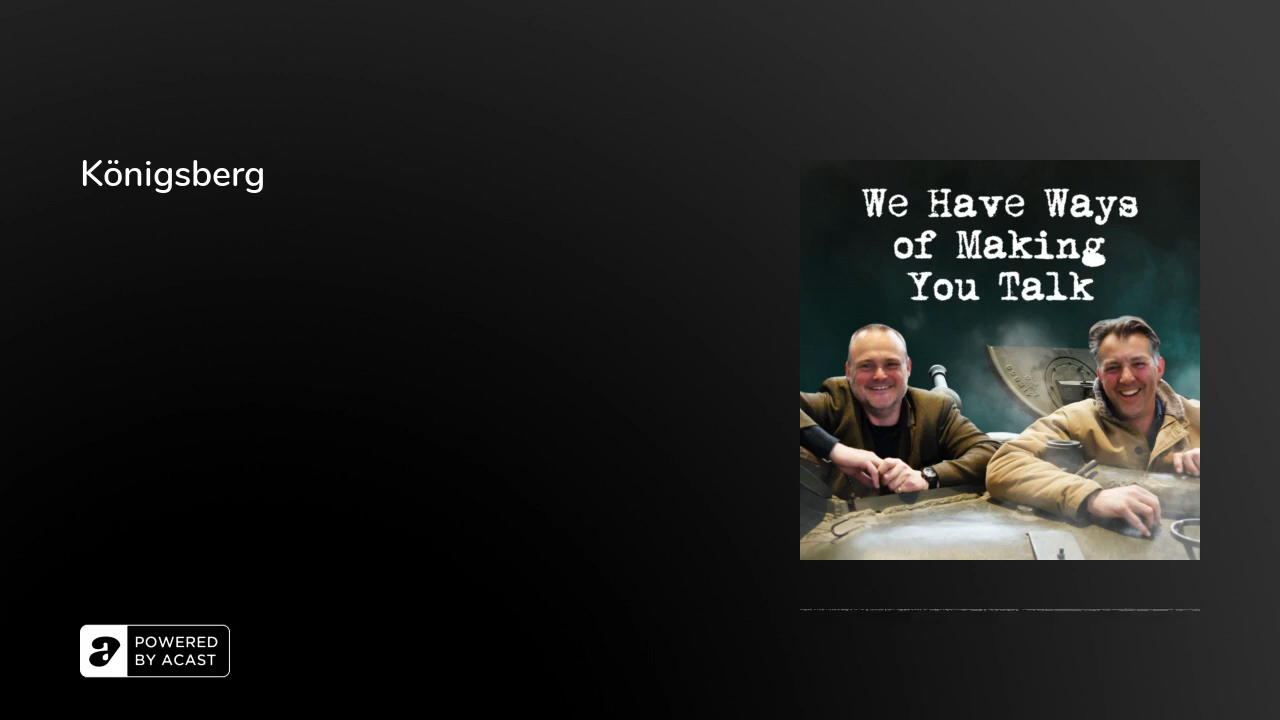 Königsberg
We Have Ways
of Making
You Talk
POWERED
BY ACAST